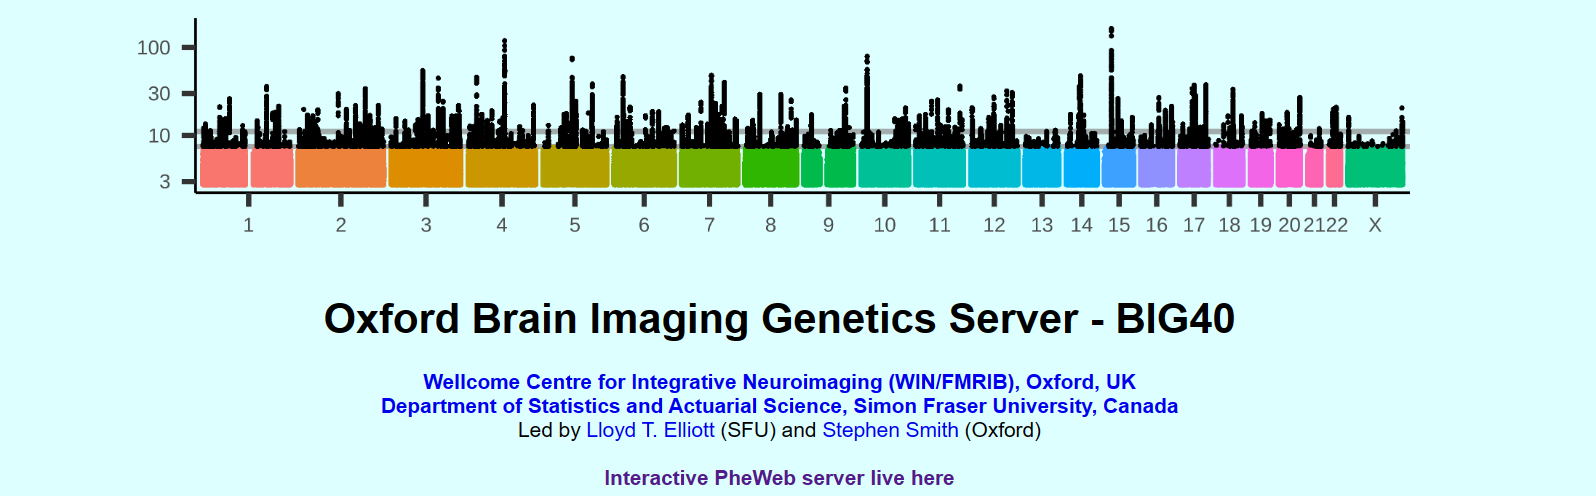 100
30
10
3
1 2 3 4 5 6 7 8 9 10 11 12 13 14 15 16 17 18 19 20 21 22 X
Oxford Brain Imaging Genetics Server - BIG40
Wellcome Centre for Integrative Neuroimaging (WIN/FMRIB), Oxford, UK
Department of Statistics and Actuarial Science, Simon Fraser University, Canada
Led by Lloyd T. Elliott (SFU) and Stephen Smith (Oxford)
Interactive PheWeb server live here